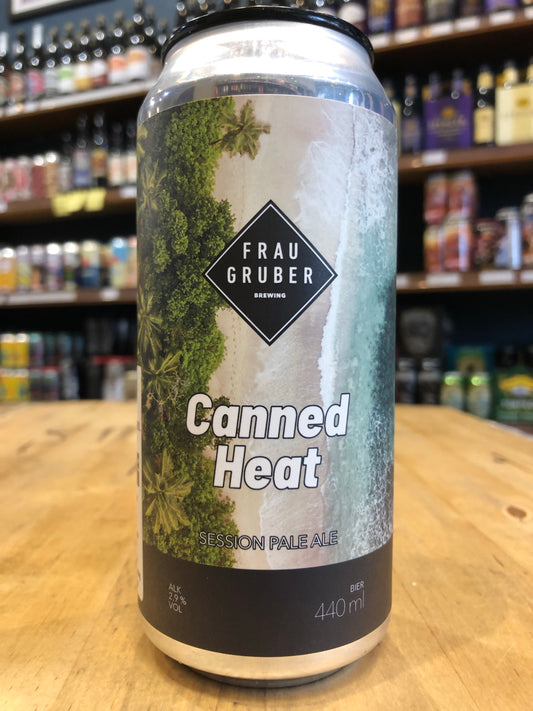 FRAU
GRUBER
BREWING
Canned
Heat
SESSION PALE ALE
ALK
2,9 %
VOL
BIER
440 ml